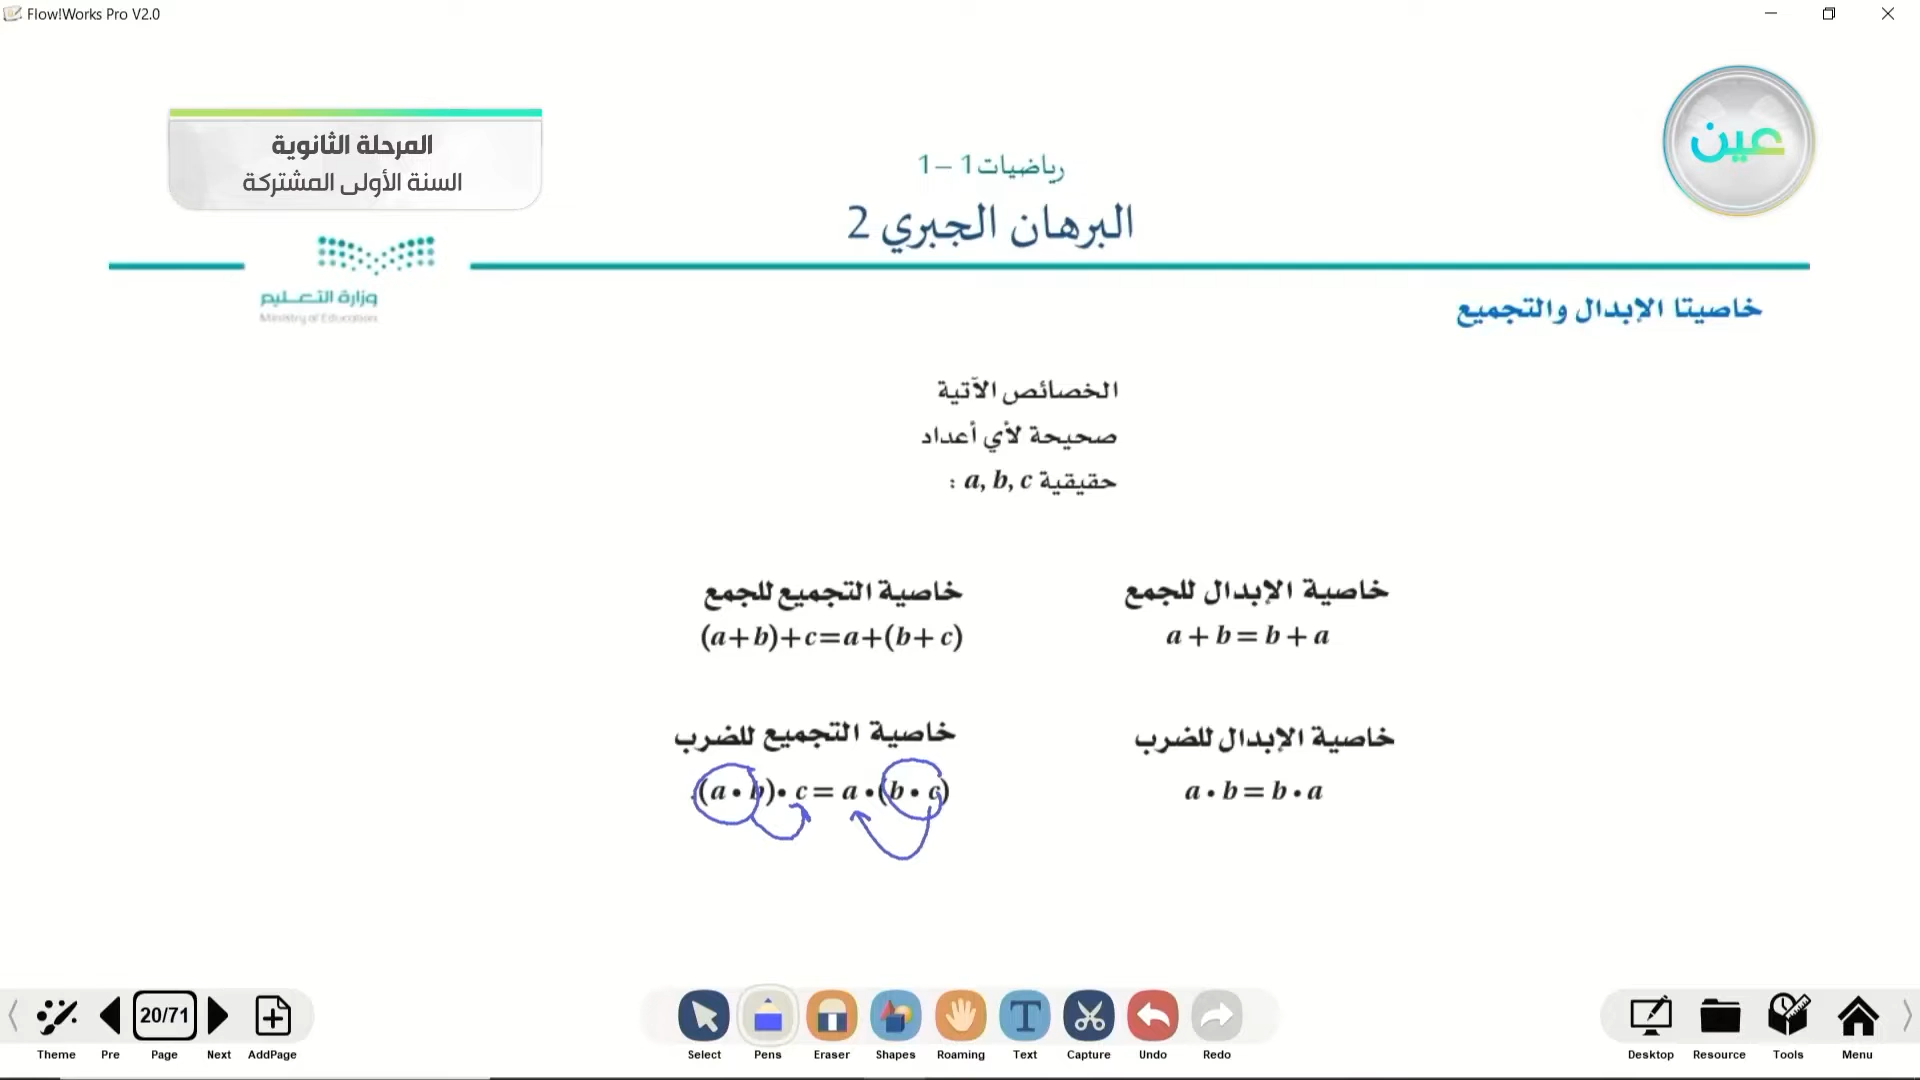 Flow!Works Pro V2.0
عين
المرحلة الثانوية
السنة الأولى المشتركة
رياضيات 1 – 1
البرهان الجبري 2
وزارة التعليم
Ministry of Education
خاصيتا الإبدال والتجميع
الخصائص الآتية
صحيحة لأي أعداد
حقيقية a, b, c :
خاصية الإبدال للجمع
a + b = b + a
خاصية التجميع للجمع
(a+b)+c=a+(b+c)
خاصية الإبدال للضرب
a • b = b • a
خاصية التجميع للضرب
(a • b) • c = a • (b • c)
20/71
Theme Pre Page Next AddPage
Select Pens Eraser Shapes Roaming Text Capture Undo Redo
Desktop Resource Tools Menu